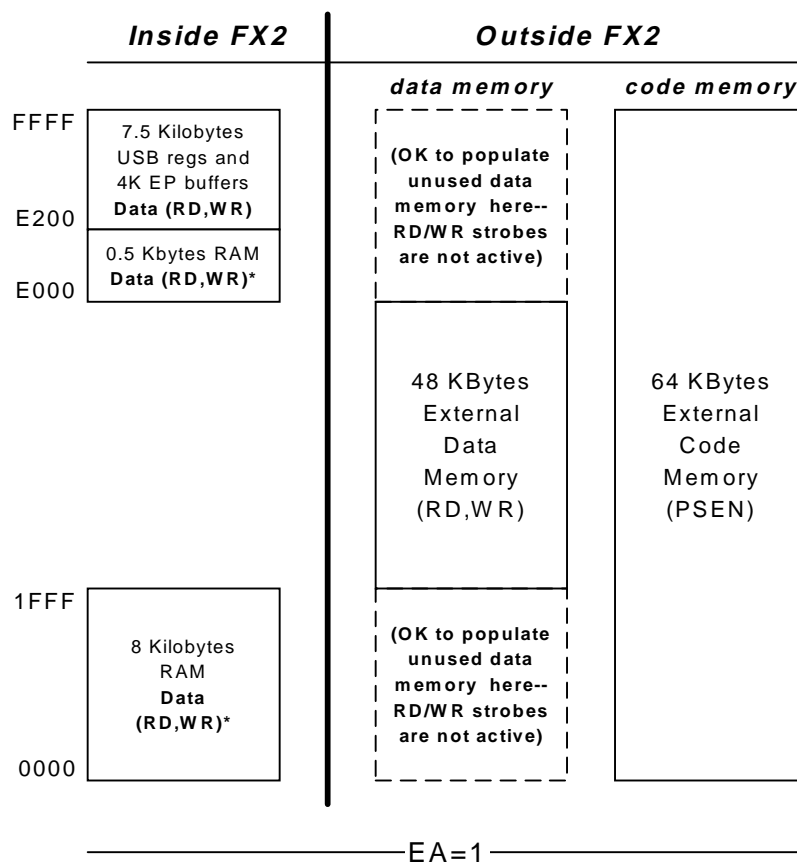 Inside FX2
Outside FX2
data memory
code memory
FFFF
7.5 Kilobytes
USB regs and
4K EP buffers
Data (RD,WR)
E200
0.5 Kbytes RAM
Data (RD,WR)*
E000
(OK to populate
unused data
memory here--
RD/WR strobes
are not active)
48 KBytes
External
Data
Memory
(RD,WR)
64 KBytes
External
Code
Memory
(PSEN)
1FFF
8 Kilobytes
RAM
Data
(RD,WR)*
0000
(OK to populate
unused data
memory here--
RD/WR strobes
are not active)
EA=1